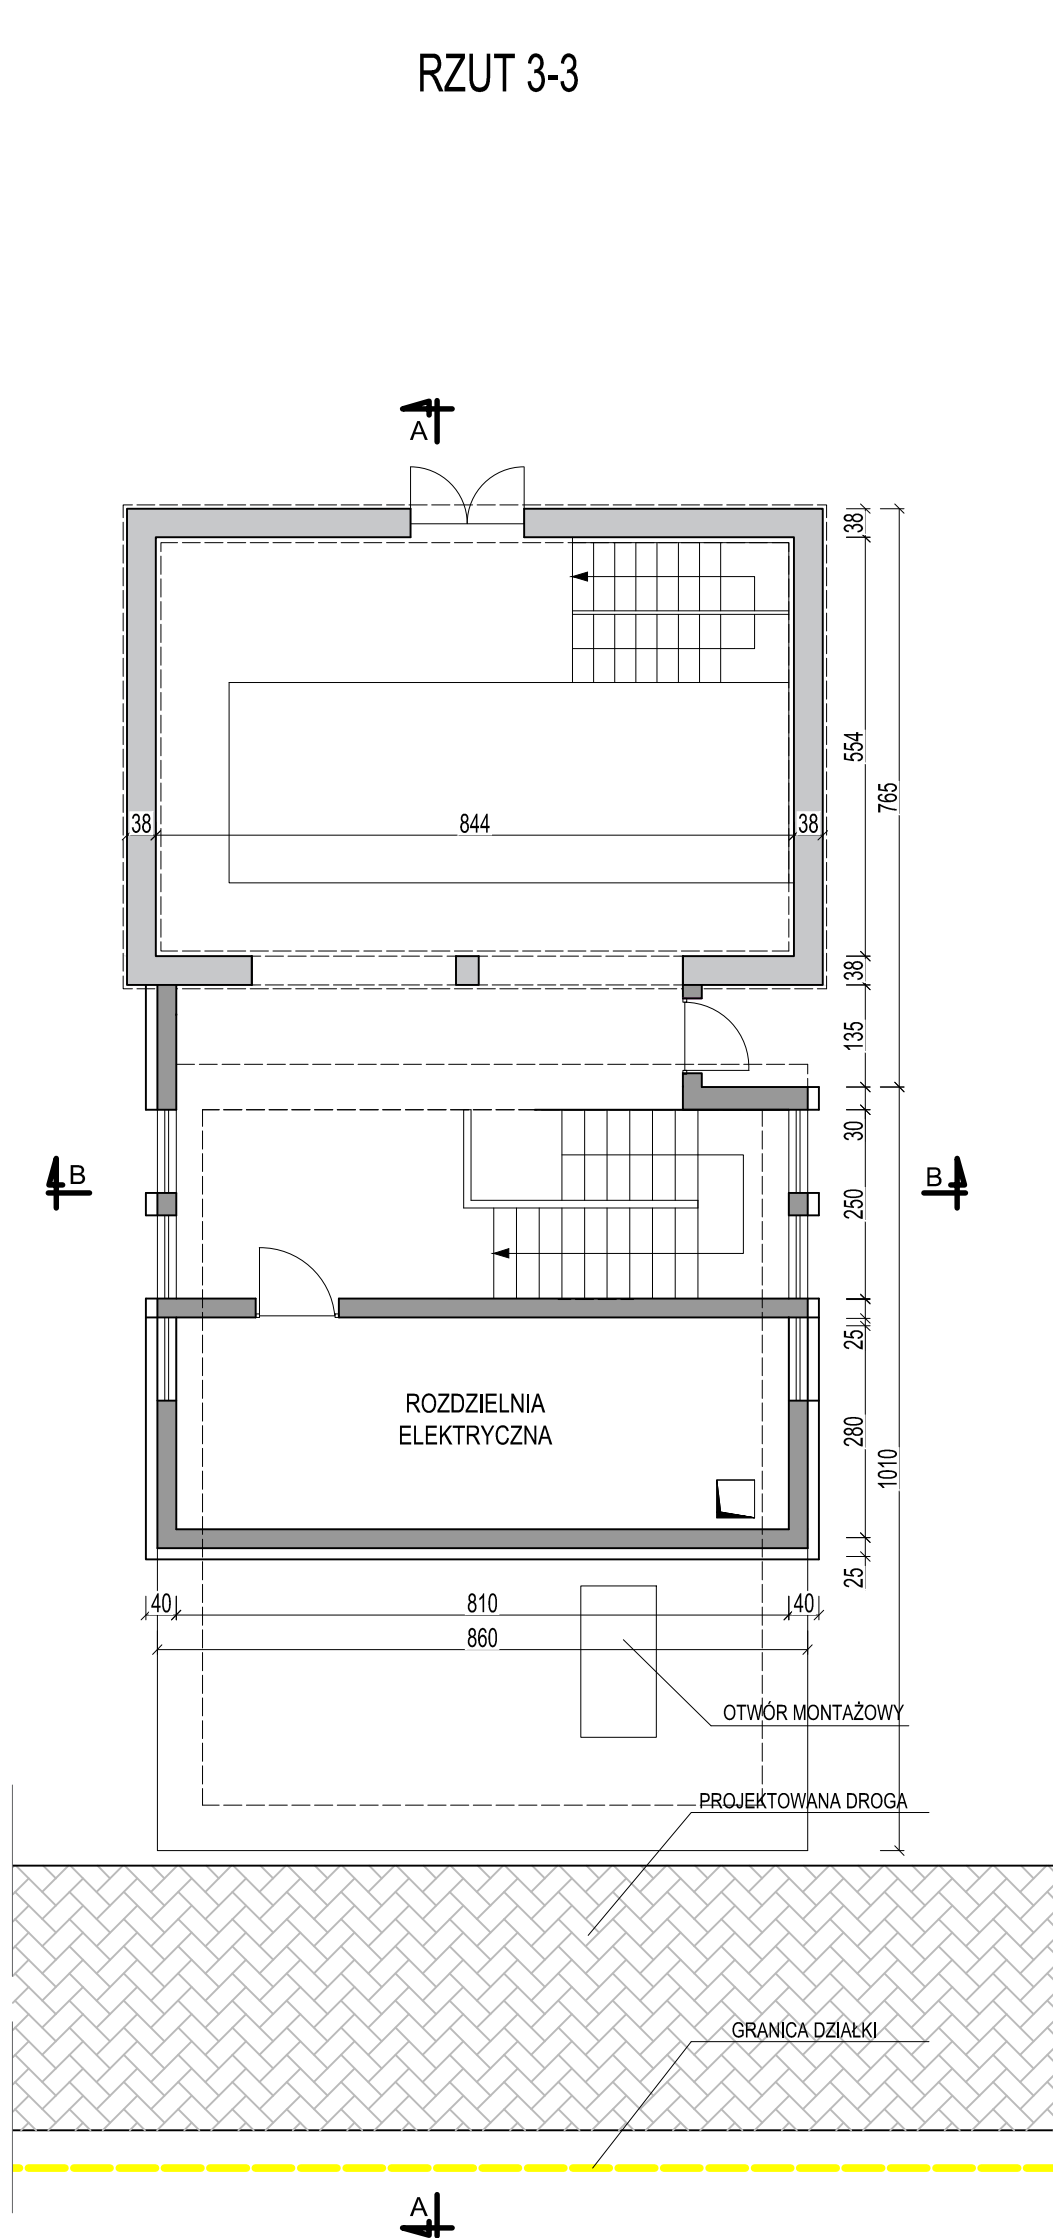 RZUT 3-3
A
38
554
765
38
844
38
38
135
30
B
B
250
25
ROZDZIELNIA
ELEKTRYCZNA
280
1010
25
40
810
40
860
OTWÓR MONTAŻOWY
PROJEKTOWANA DROGA
GRANICA DZIAŁKI
A